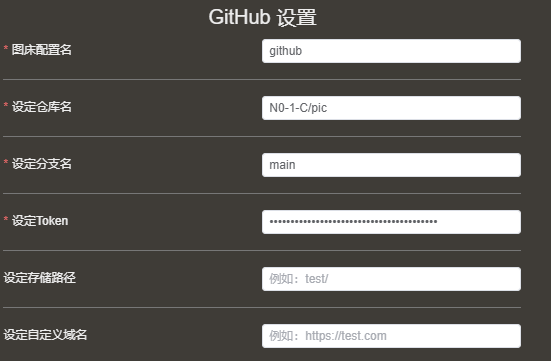 GitHub 设置
* 图床配置名 github
* 设定仓库名 N0-1-C/pic
* 设定分支名 main
* 设定Token ••••••••••••••••••••••••••••••••••••••••
设定存储路径 例如：test/
设定自定义域名 例如：https://test.com